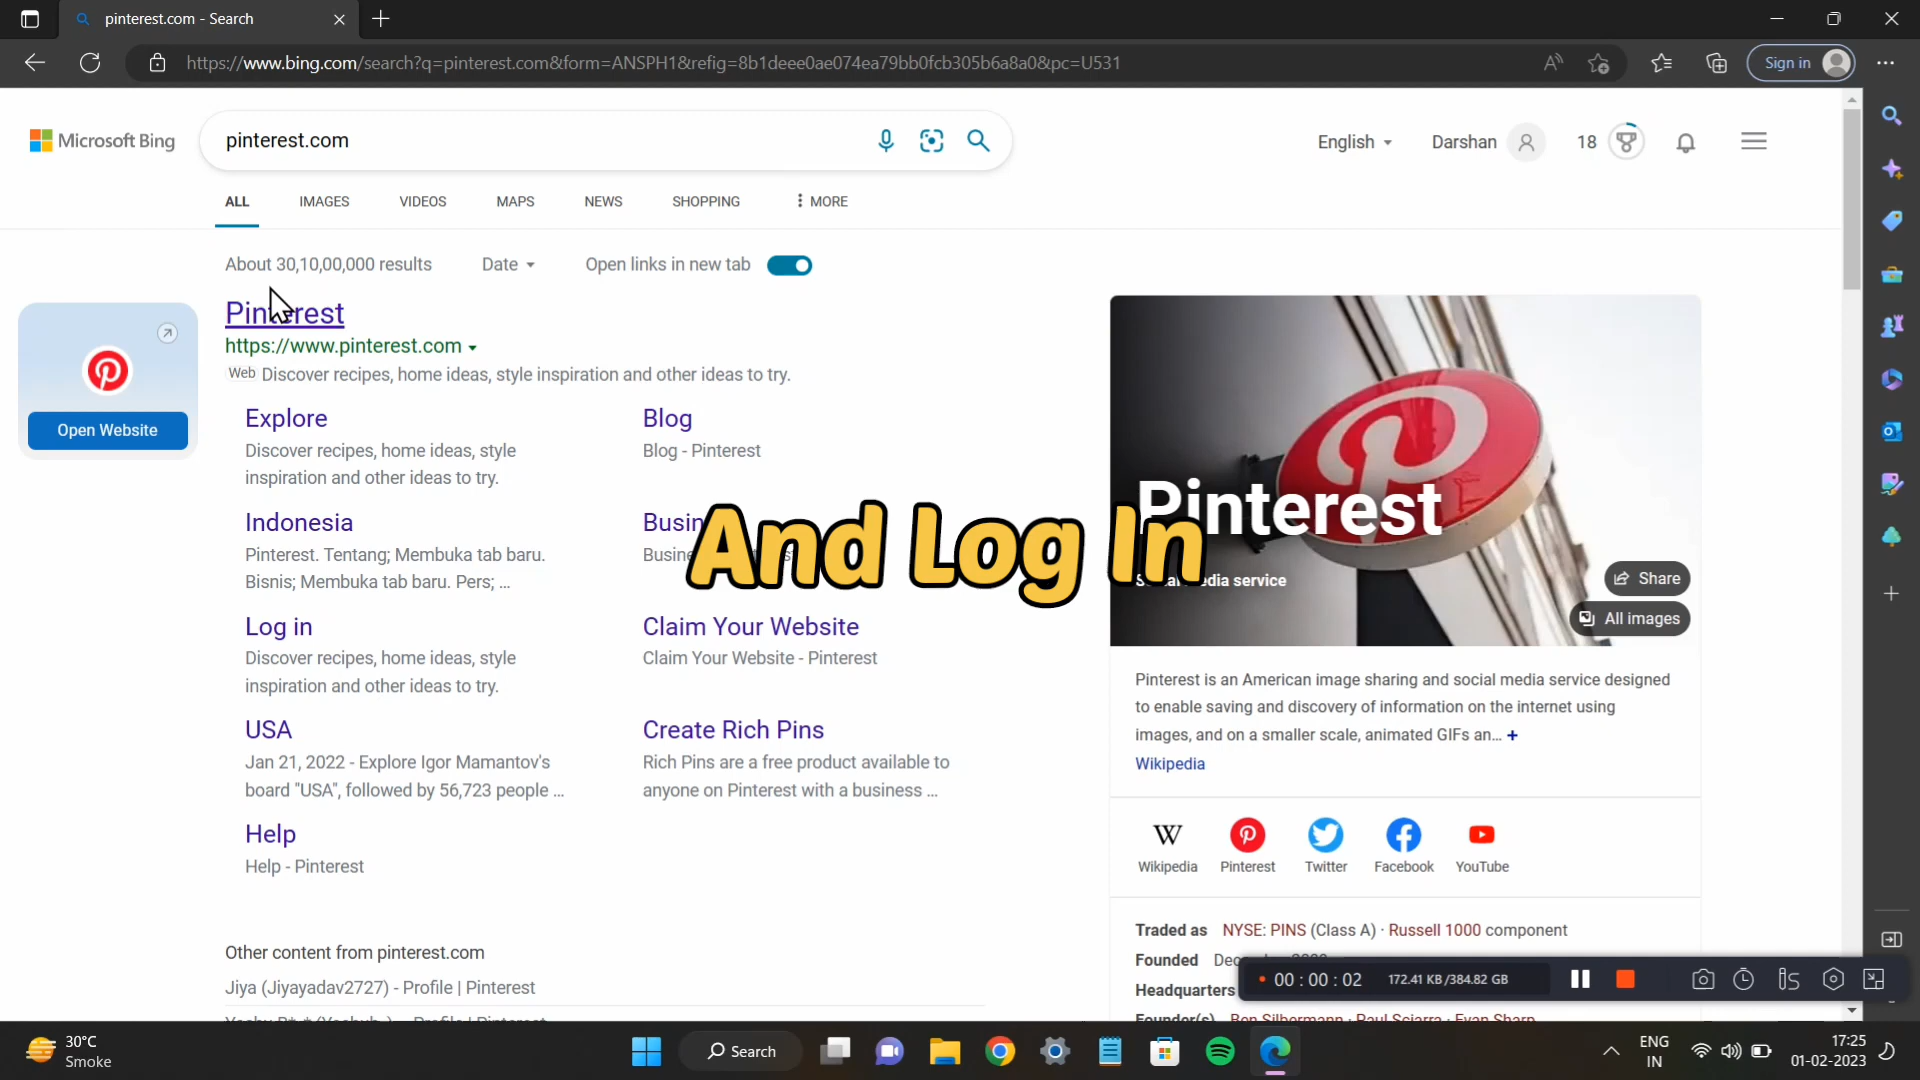 pinterest.com - Search
https://www.bing.com/search?q=pinterest.com&form=ANSPH1&refig=8b1deee0ae074ea79bb0fcb305b6a8a0&pc=U531
Sign in
Microsoft Bing
pinterest.com
English
Darshan
18
ALL
IMAGES
VIDEOS
MAPS
NEWS
SHOPPING
MORE
About 30,10,00,000 results
Date
Open links in new tab
Pinterest
https://www.pinterest.com
Web Discover recipes, home ideas, style inspiration and other ideas to try.
Open Website
Explore
Discover recipes, home ideas, style
inspiration and other ideas to try.
Blog
Blog - Pinterest
Indonesia
Pinterest. Tentang; Membuka tab baru.
Bisnis; Membuka tab baru. Pers; ...
And Log In
Log in
Discover recipes, home ideas, style
inspiration and other ideas to try.
Claim Your Website
Claim Your Website - Pinterest
USA
Jan 21, 2022 - Explore Igor Mamantov's
board "USA", followed by 56,723 people ...
Create Rich Pins
Rich Pins are a free product available to
anyone on Pinterest with a business ...
Help
Help - Pinterest
Other content from pinterest.com
Jiya (Jiyayadav2727) - Profile | Pinterest
Pinterest
media service
Share
All images
Pinterest is an American image sharing and social media service designed
to enable saving and discovery of information on the internet using
images, and on a smaller scale, animated GIFs an... +
Wikipedia
Wikipedia
Pinterest
Twitter
Facebook
YouTube
Traded as NYSE: PINS (Class A) · Russell 1000 component
Founded
Headquarters
Founder(s) Ben Silbermann · Paul Sciarra · Evan Sharp
00 : 00 : 02
172.41 KB/384.82 GB
30°C
Smoke
Search
ENG
IN
17:25
01-02-2023